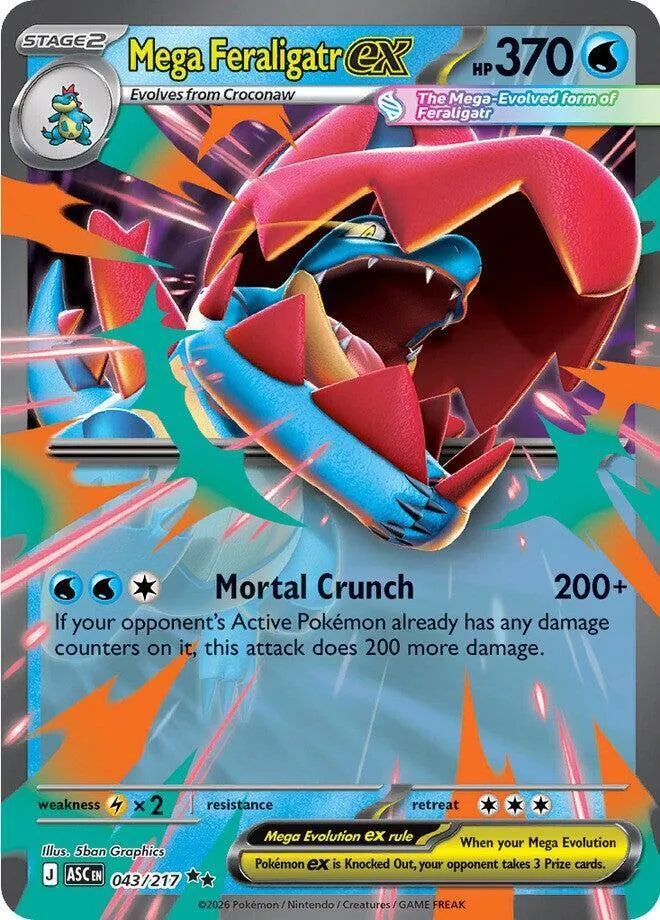 STAGE2
Mega Feraligatr ex
HP 370
Evolves from Croconaw
The Mega-Evolved form of
Feraligatr
Mortal Crunch 200+
If your opponent's Active Pokémon already has any damage
counters on it, this attack does 200 more damage.
weakness ×2 resistance retreat
Illus. 5ban Graphics
Mega Evolution ex rule
When your Mega Evolution
Pokémon ex is Knocked Out, your opponent takes 3 Prize cards.
J ASC EN 043/217
©2026 Pokémon / Nintendo / Creatures / GAME FREAK